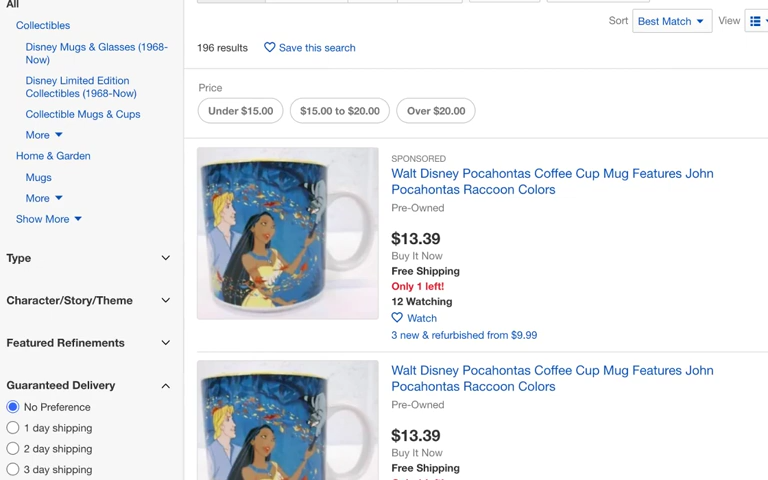 All
Collectibles
Disney Mugs & Glasses (1968-
Now)
Disney Limited Edition
Collectibles (1968-Now)
Collectible Mugs & Cups
More
Home & Garden
Mugs
More
Show More
Type
Character/Story/Theme
Featured Refinements
Guaranteed Delivery
No Preference
1 day shipping
2 day shipping
3 day shipping
Sort
Best Match
View
196 results
Save this search
Price
Under $15.00
$15.00 to $20.00
Over $20.00
SPONSORED
Walt Disney Pocahontas Coffee Cup Mug Features John
Pocahontas Raccoon Colors
Pre-Owned
$13.39
Buy It Now
Free Shipping
Only 1 left!
12 Watching
Watch
3 new & refurbished from $9.99
Walt Disney Pocahontas Coffee Cup Mug Features John
Pocahontas Raccoon Colors
Pre-Owned
$13.39
Buy It Now
Free Shipping